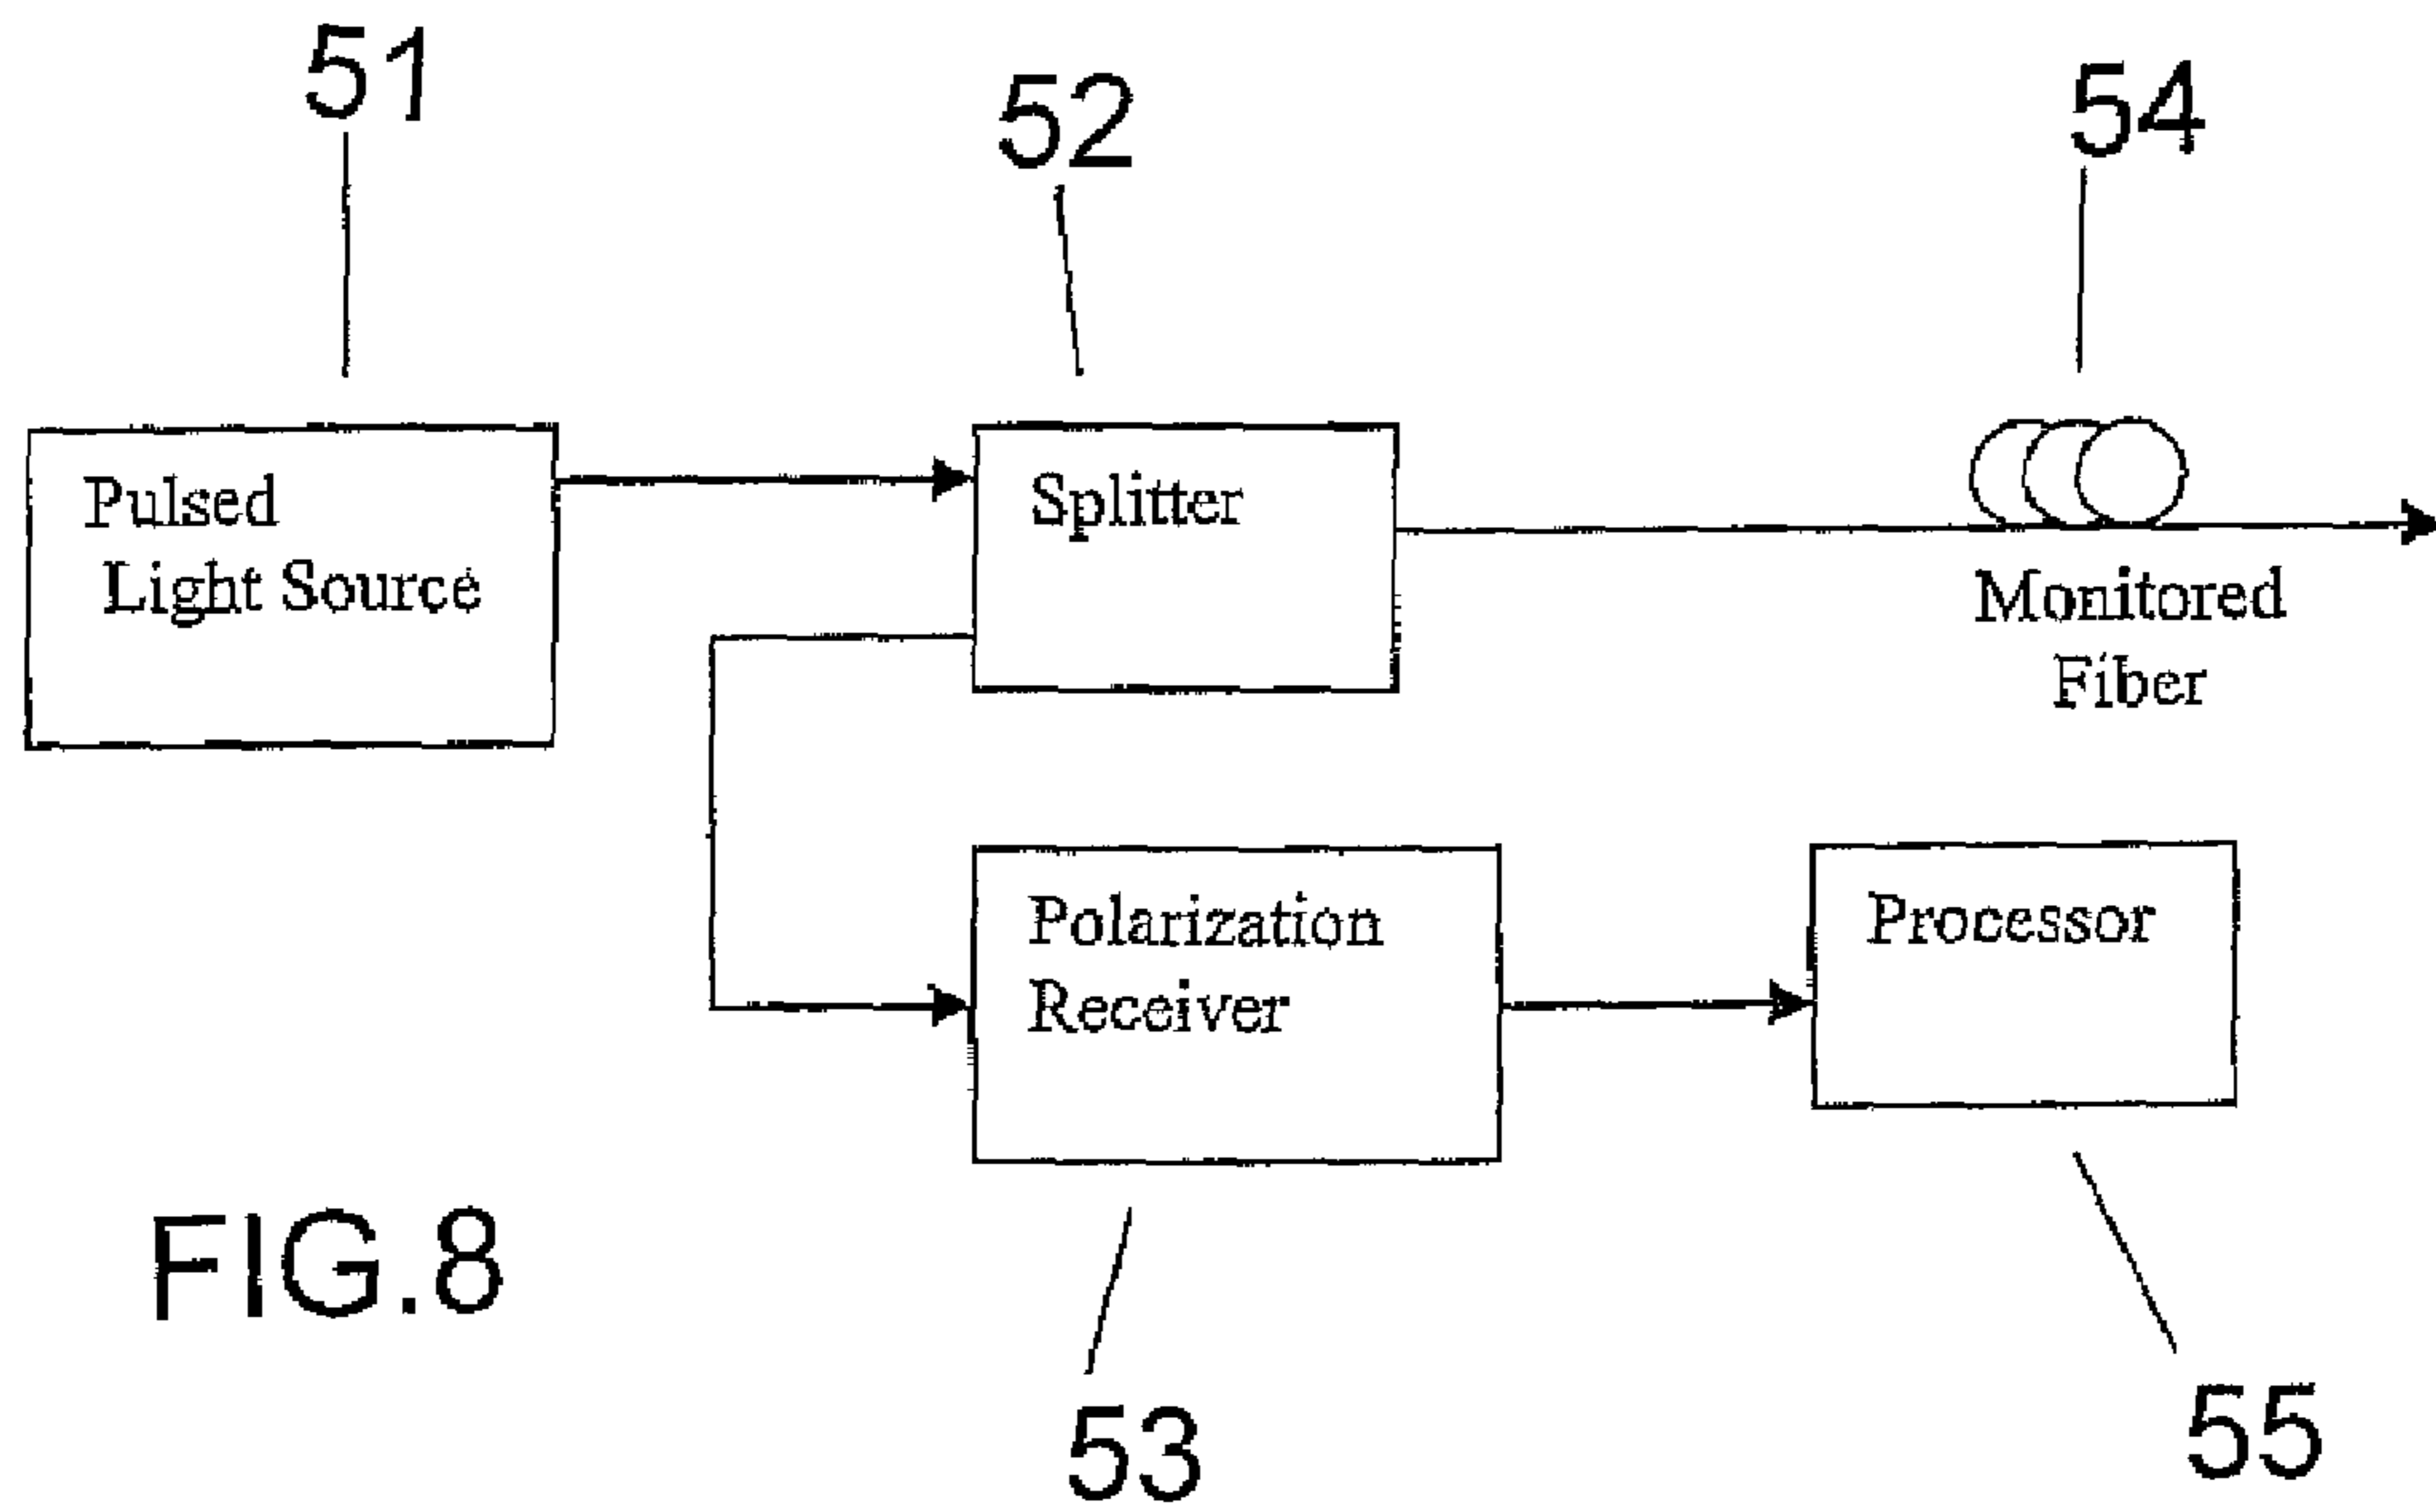 51
52
54
Pulsed
Light Source
Splitter
Monitored
Fiber
Polarization
Receiver
Processor
FIG.8
53
55